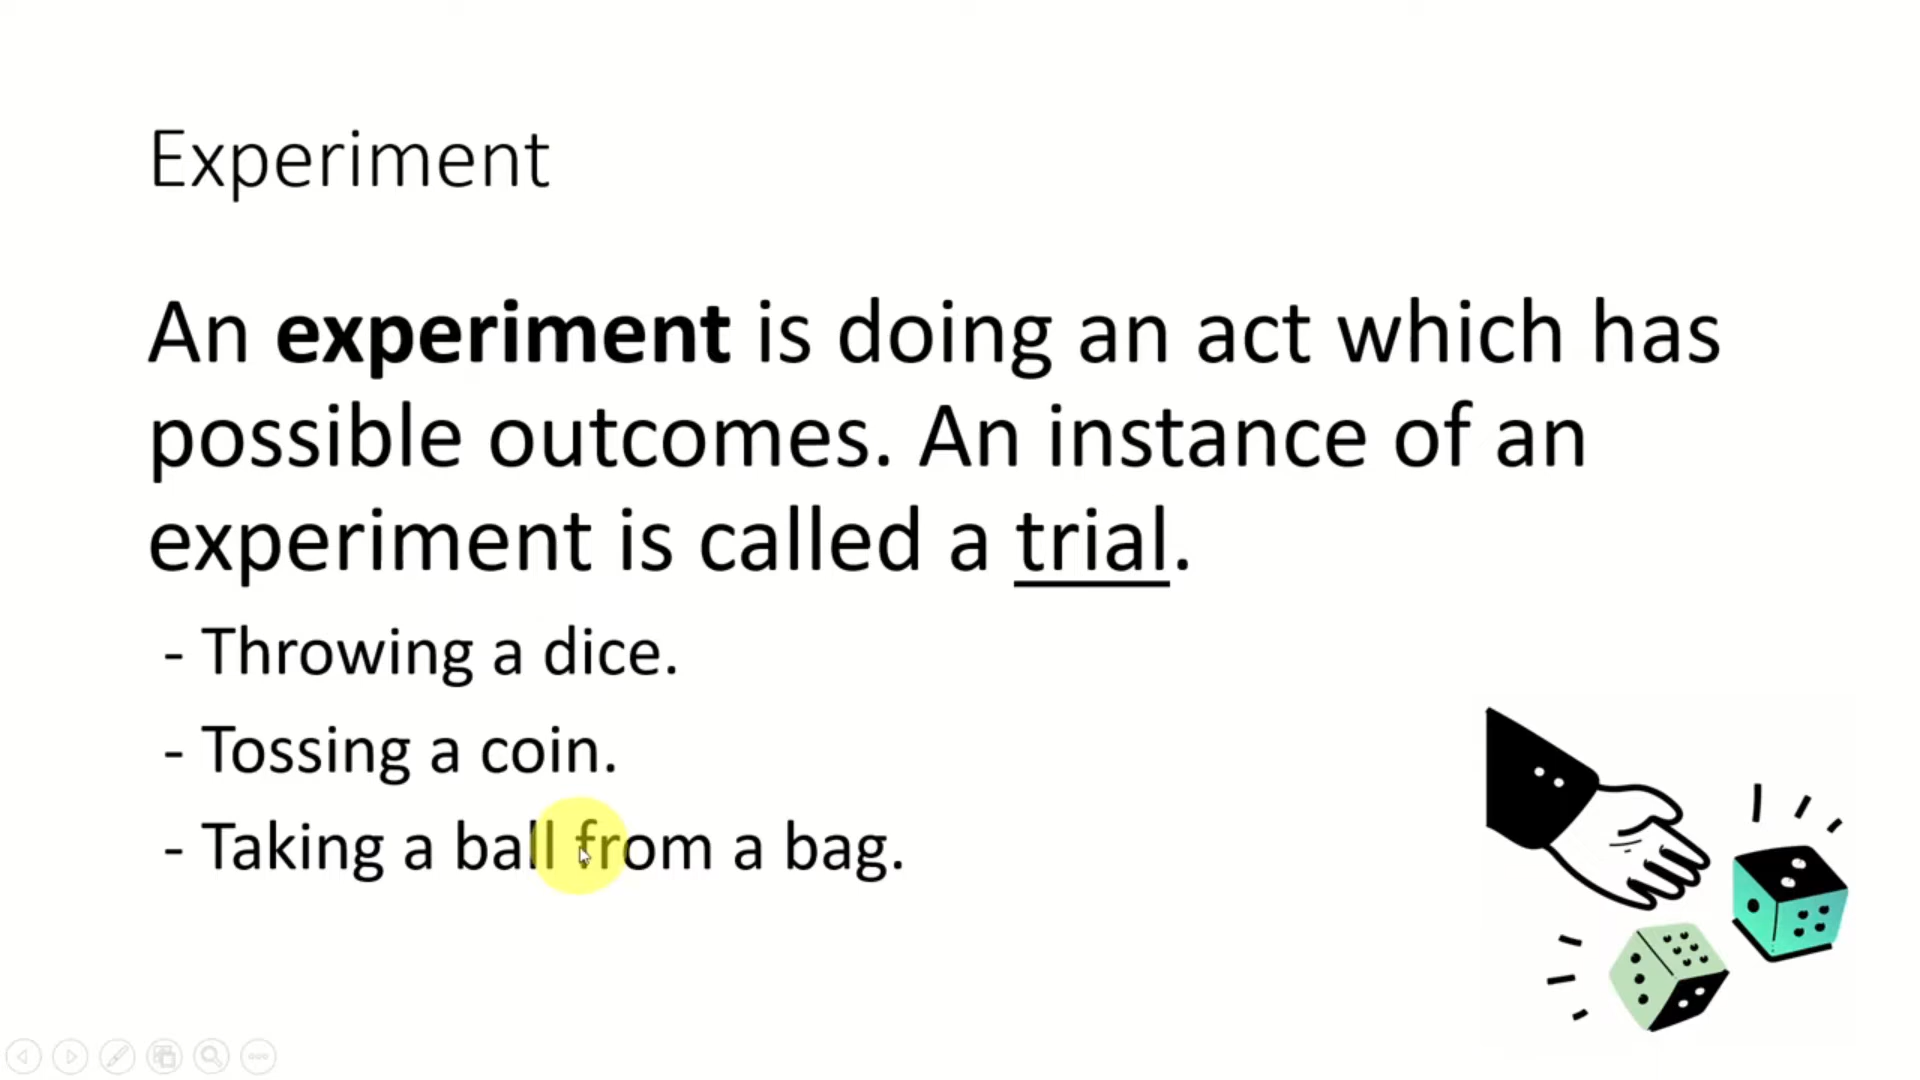 Experiment
An experiment is doing an act which has
possible outcomes. An instance of an
experiment is called a trial.
- Throwing a dice.
- Tossing a coin.
- Taking a ball from a bag.